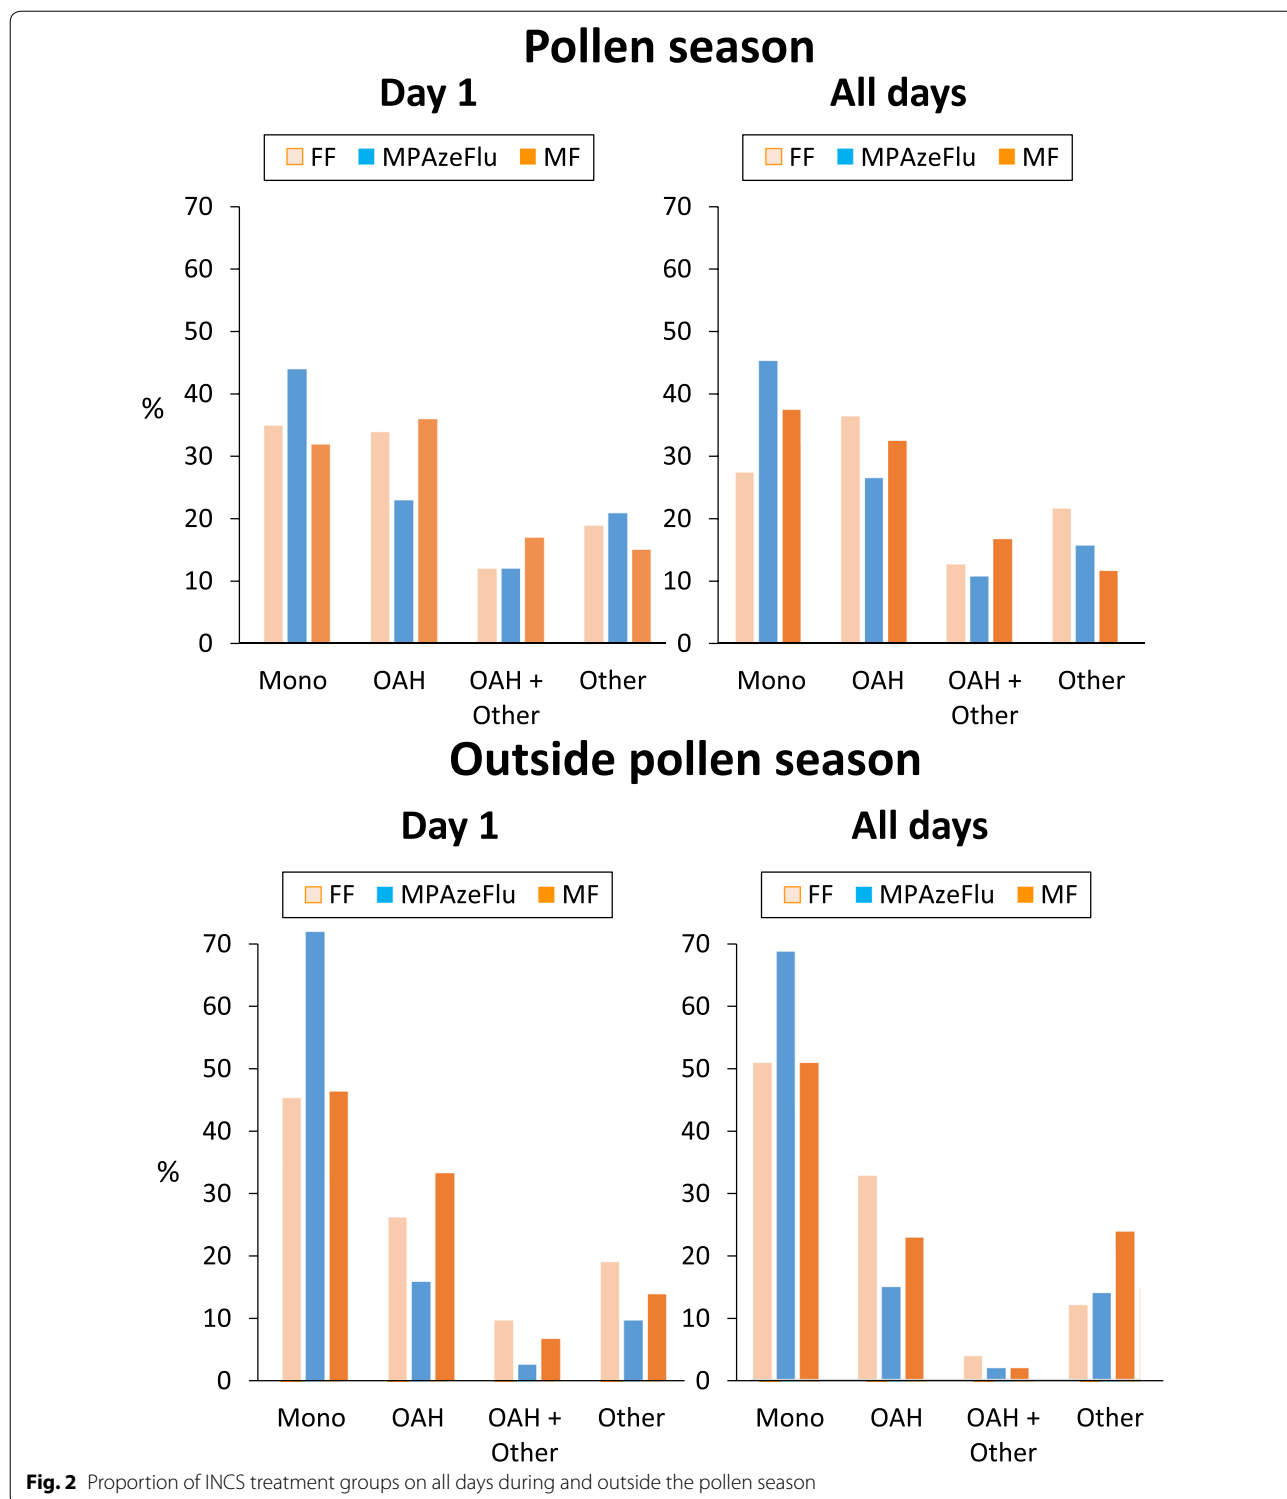 Pollen season
Day 1
All days
FF MPAzeFlu MF
FF MPAzeFlu MF
70
60
50
40
30
20
10
0
%
Mono OAH OAH + Other
Other
70
60
50
40
30
20
10
0
Mono OAH OAH + Other
Other
Outside pollen season
Day 1
All days
FF MPAzeFlu MF
FF MPAzeFlu MF
70
60
50
40
30
20
10
0
%
Mono OAH OAH + Other
Other
70
60
50
40
30
20
10
0
Mono OAH OAH + Other
Other
Fig. 2 Proportion of INCS treatment groups on all days during and outside the pollen season